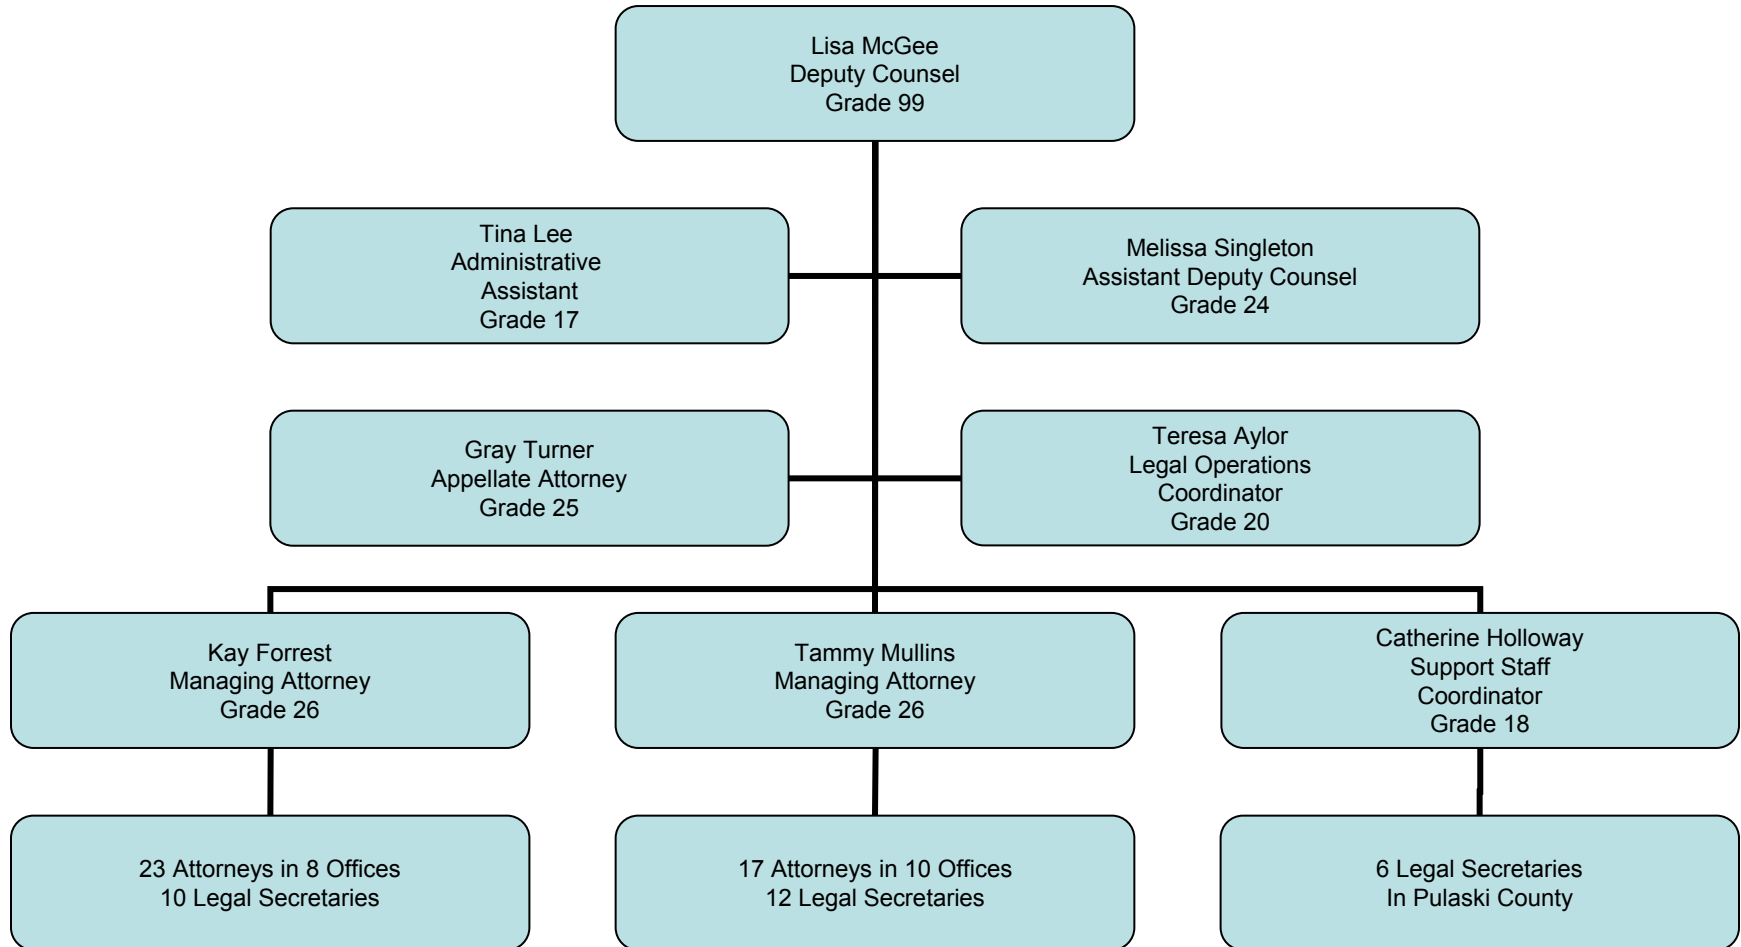 Lisa McGee
Deputy Counsel
Grade 99
Tina Lee
Administrative
Assistant
Grade 17
Melissa Singleton
Assistant Deputy Counsel
Grade 24
Gray Turner
Appellate Attorney
Grade 25
Teresa Aylor
Legal Operations
Coordinator
Grade 20
Kay Forrest
Managing Attorney
Grade 26
Tammy Mullins
Managing Attorney
Grade 26
Catherine Holloway
Support Staff
Coordinator
Grade 18
23 Attorneys in 8 Offices
10 Legal Secretaries
17 Attorneys in 10 Offices
12 Legal Secretaries
6 Legal Secretaries
In Pulaski County